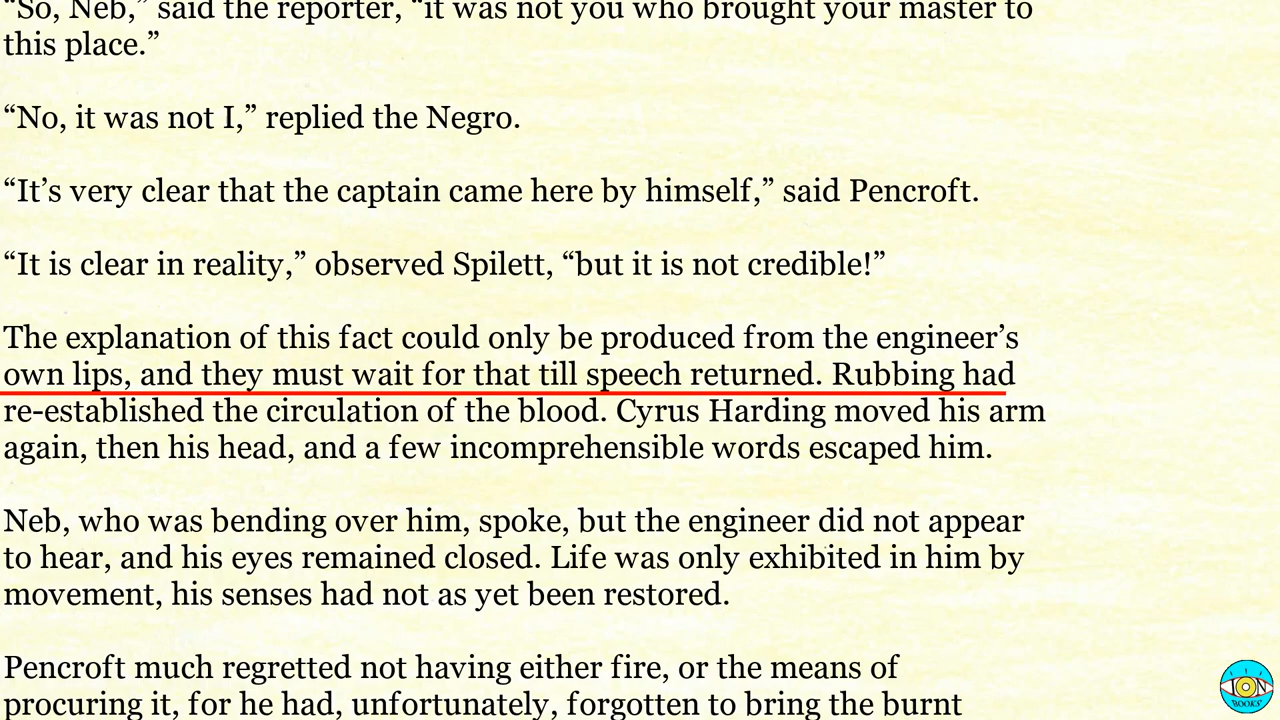 “So, Neb,” said the reporter, “it was not you who brought your master to
this place.”
“No, it was not I,” replied the Negro.
“It’s very clear that the captain came here by himself,” said Pencroft.
“It is clear in reality,” observed Spilett, “but it is not credible!”
The explanation of this fact could only be produced from the engineer’s
own lips, and they must wait for that till speech returned. Rubbing had
re-established the circulation of the blood. Cyrus Harding moved his arm
again, then his head, and a few incomprehensible words escaped him.
Neb, who was bending over him, spoke, but the engineer did not appear
to hear, and his eyes remained closed. Life was only exhibited in him by
movement, his senses had not as yet been restored.
Pencroft much regretted not having either fire, or the means of
procuring it, for he had, unfortunately, forgotten to bring the burnt
ION
BOOKS